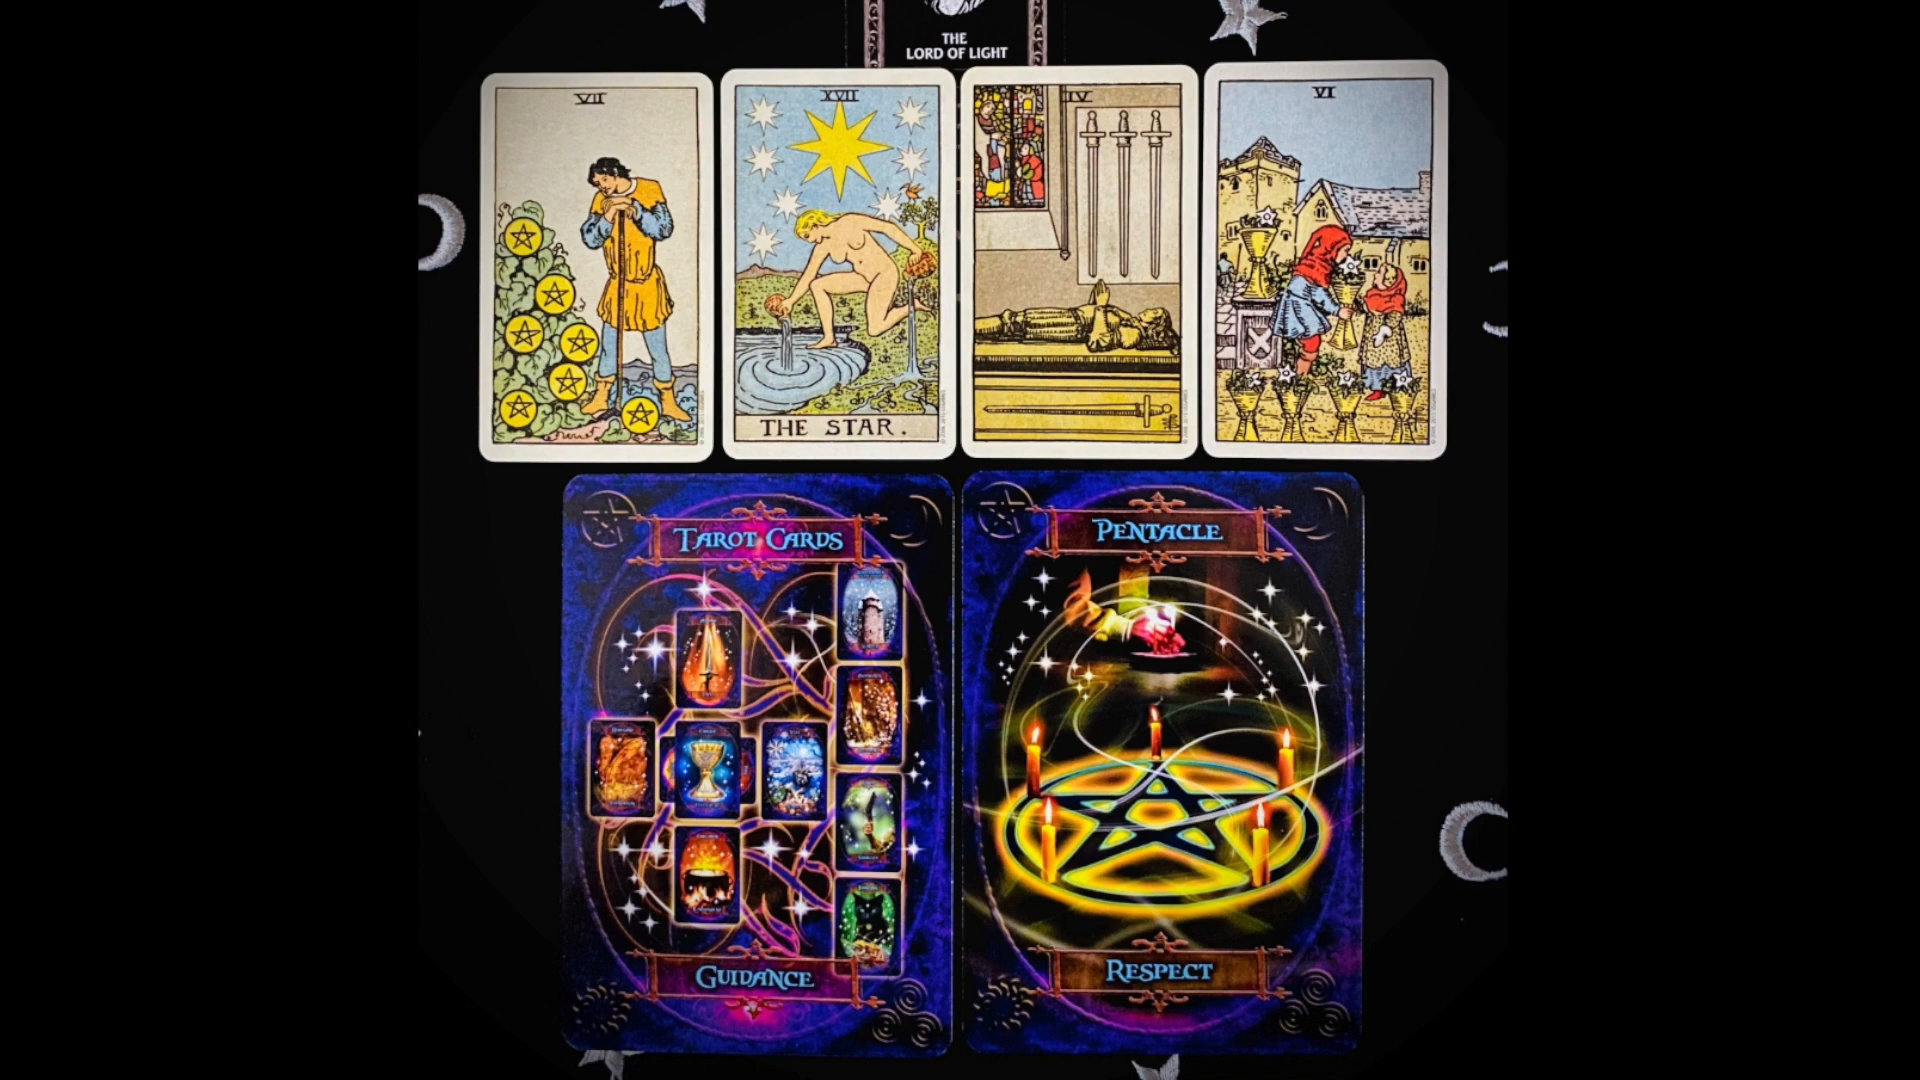 THE
LORD OF LIGHT
VII
XVII
IV
VI
THE STAR.
TAROT CARDS
PENTACLE
GUIDANCE
RESPECT